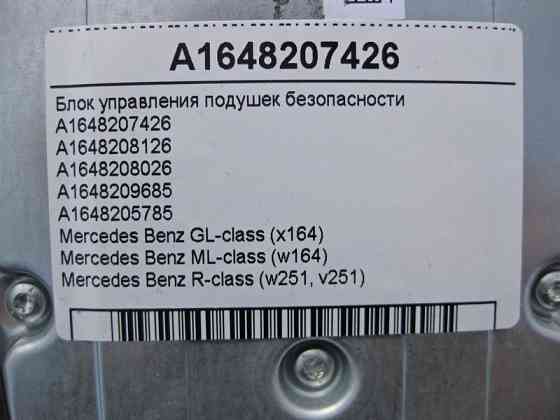 A1648207426
Блок управления подушек безопасности
A1648207426
A1648208126
A1648208026
A1648209685
A1648205785
Mercedes Benz GL-class (x164)
Mercedes Benz ML-class (w164)
Mercedes Benz R-class (w251, v251)